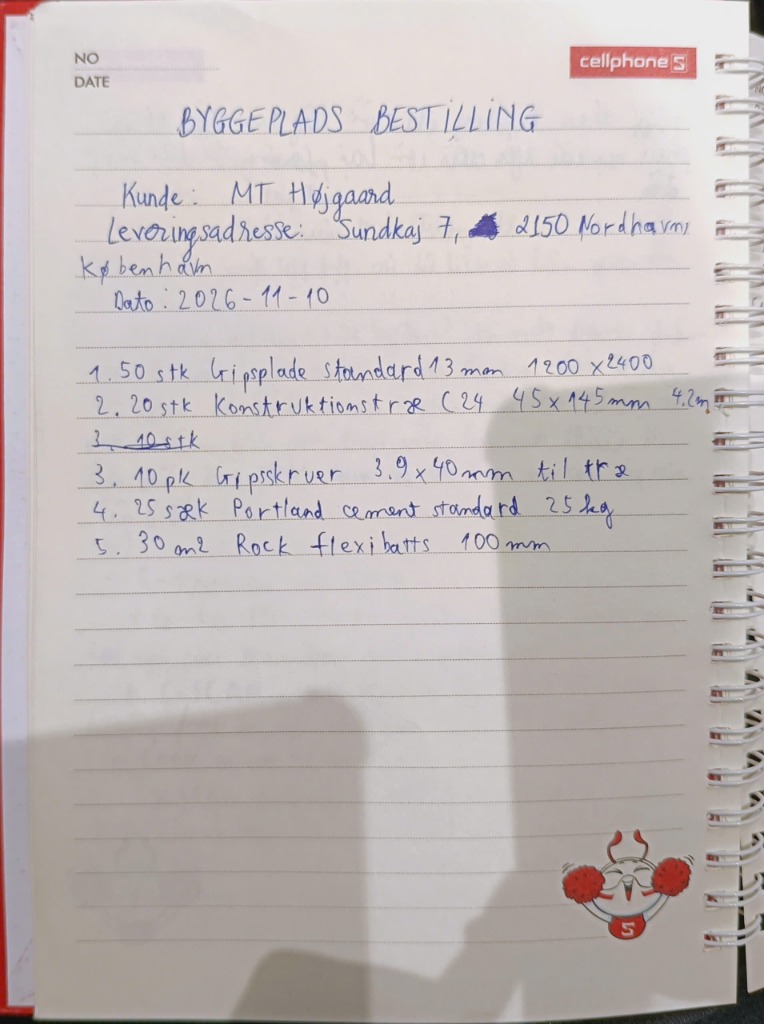 NO
DATE
cellphoneS
BYGGEPLADS BESTILLING
Kunde: MT Højgaard
Leveringsadresse: Sundkaj 7, 2150 Nordhavn,
København
Dato: 2026-11-10
1. 50 stk Gipsplade standard 13 mm 1200 x 2400
2. 20 stk Konstruktionstræ C24 45 x 145 mm 4.2m
3. 10 stk
3. 10 pk Gipsskruer 3.9 x 40 mm til træ
4. 25 sæk Portland cement standard 25 kg
5. 30 m2 Rock flexibatts 100 mm
S